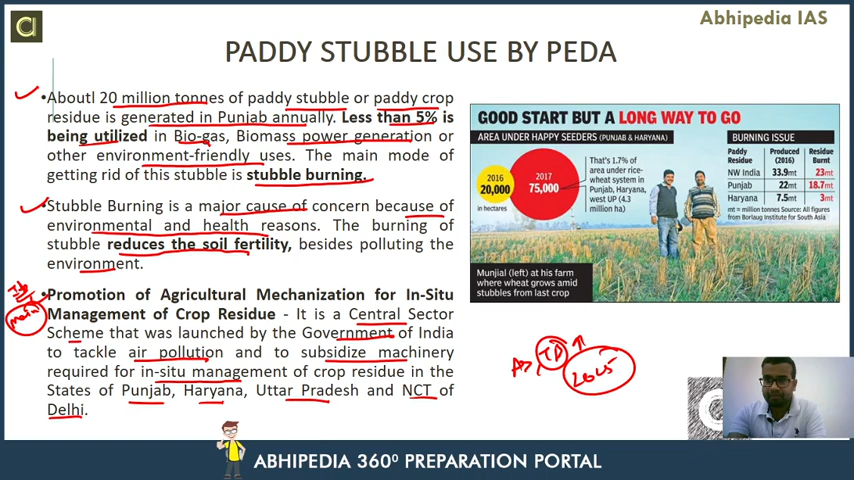 Abhipedia IAS
PADDY STUBBLE USE BY PEDA
•Aboutl 20 million tonnes of paddy stubble or paddy crop
residue is generated in Punjab annually. Less than 5% is
being utilized in Bio-gas, Biomass power generation or
other environment-friendly uses. The main mode of
getting rid of this stubble is stubble burning.
•Stubble Burning is a major cause of concern because of
environmental and health reasons. The burning of
stubble reduces the soil fertility, besides polluting the
environment.
•Promotion of Agricultural Mechanization for In-Situ
Management of Crop Residue - It is a Central Sector
Scheme that was launched by the Government of India
to tackle air pollution and to subsidize machinery
required for in-situ management of crop residue in the
States of Punjab, Haryana, Uttar Pradesh and NCT of
Delhi.
GOOD START BUT A LONG WAY TO GO
AREA UNDER HAPPY SEEDERS (PUNJAB & HARYANA)
2016
20,000
in hectares
2017
75,000
That's 1.7% of
area under rice-
wheat system in
Punjab, Haryana,
west UP (4.3
million ha)
BURNING ISSUE
Paddy Residue Produced (2016) Residue Burnt
NW India 33.9mt 23mt
Punjab 22mt 18.7mt
Haryana 7.5mt 3mt
mt = million tonnes Source: All figures
from Borlaug Institute for South Asia
Munjial (left) at his farm
where wheat grows amid
stubbles from last crop
2025
ABHIPEDIA 360⁰ PREPARATION PORTAL